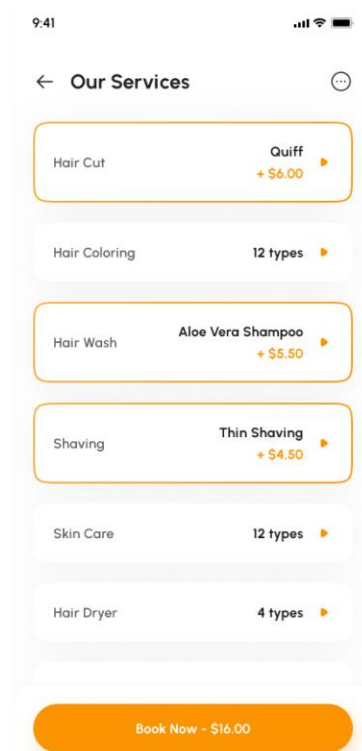 9:41
Our Services
Hair Cut
Quiff
+ $6.00
Hair Coloring
12 types
Hair Wash
Aloe Vera Shampoo
+ $5.50
Shaving
Thin Shaving
+ $4.50
Skin Care
12 types
Hair Dryer
4 types
Book Now - $16.00